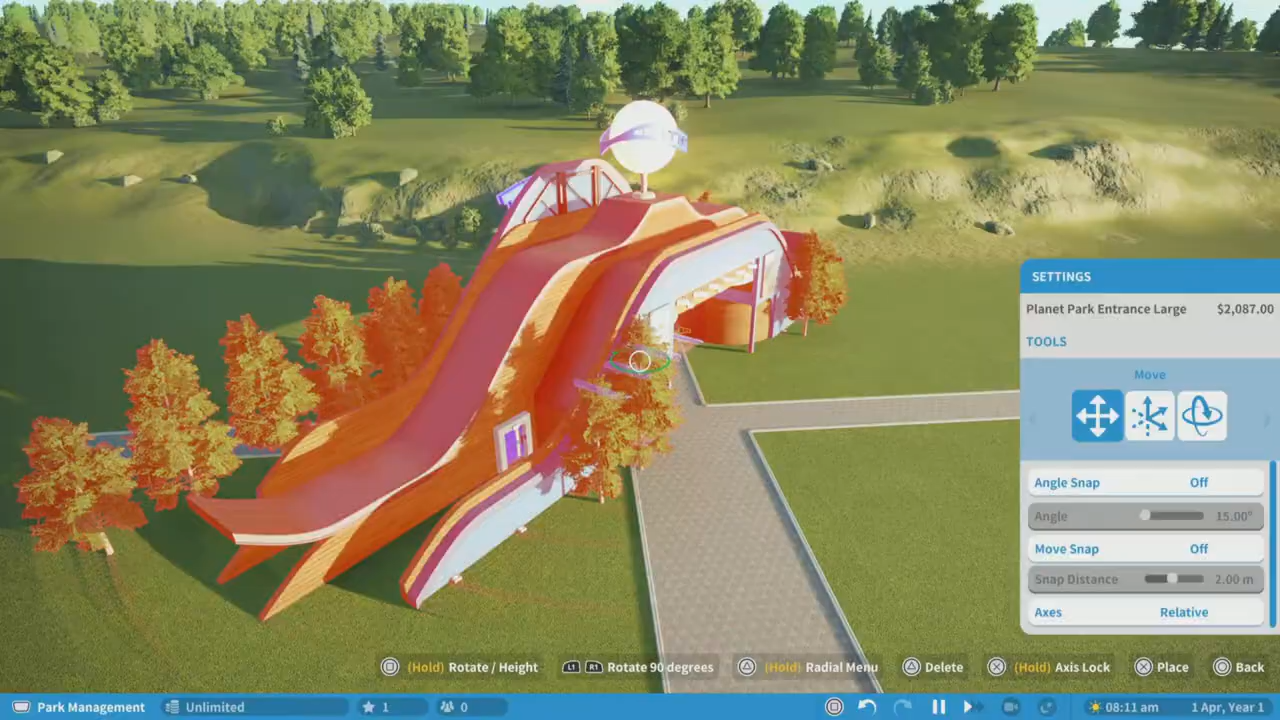 SETTINGS
Planet Park Entrance Large $2,087.00
TOOLS
Move
Angle Snap Off
Angle 15.00°
Move Snap Off
Snap Distance 2.00 m
Axes Relative
(Hold) Rotate / Height L1 R1 Rotate 90 degrees (Hold) Radial Menu Delete (Hold) Axis Lock Place Back
Park Management Unlimited 1 0 08:11 am 1 Apr, Year 1